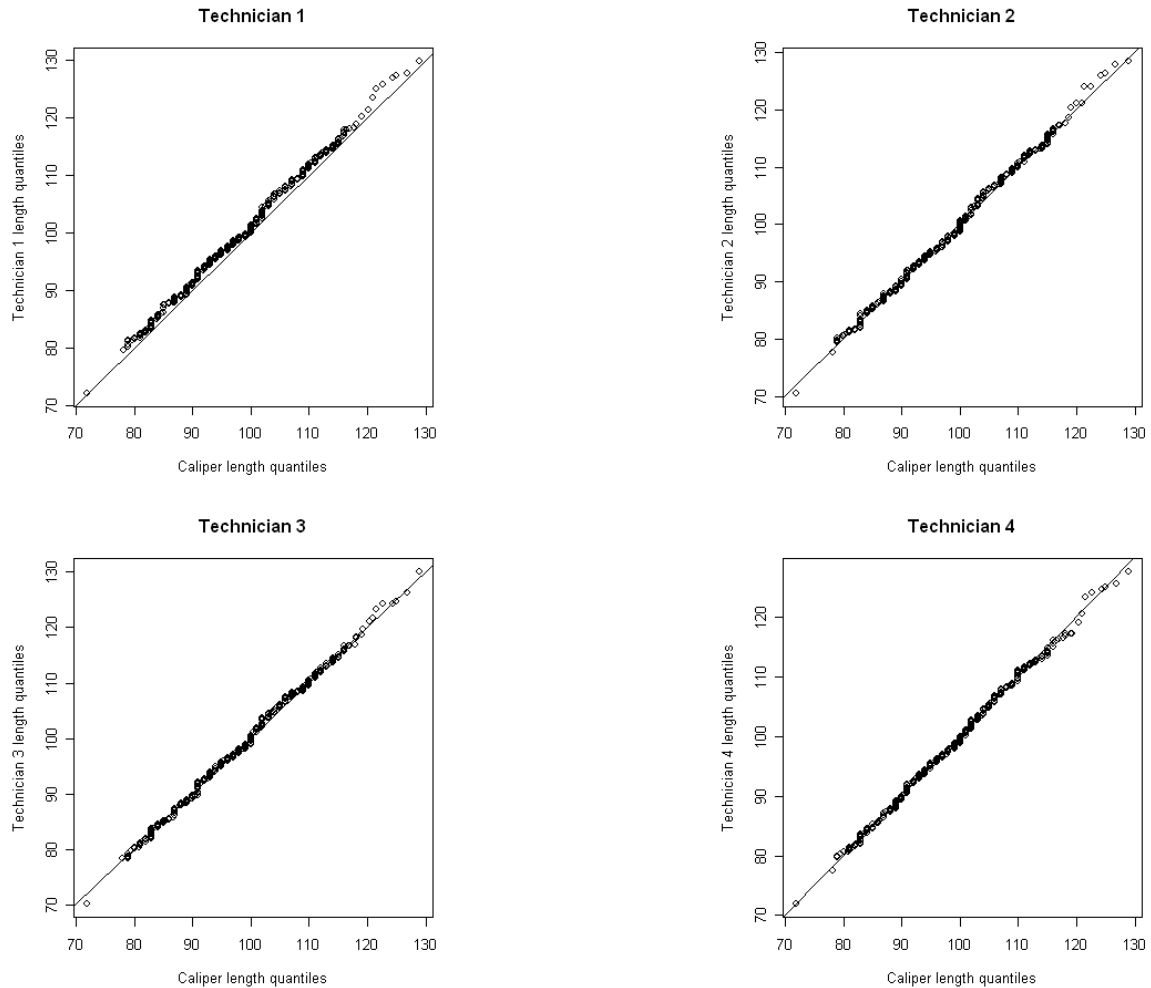 Technician 1
Technician 1 length quantiles
70 80 90 100 110 120 130
70 80 90 100 110 120 130
Caliper length quantiles
Technician 2
Technician 2 length quantiles
70 80 90 100 110 120 130
70 80 90 100 110 120 130
Caliper length quantiles
Technician 3
Technician 3 length quantiles
70 80 90 100 110 120 130
70 80 90 100 110 120 130
Caliper length quantiles
Technician 4
Technician 4 length quantiles
70 80 90 100 110 120
70 80 90 100 110 120 130
Caliper length quantiles